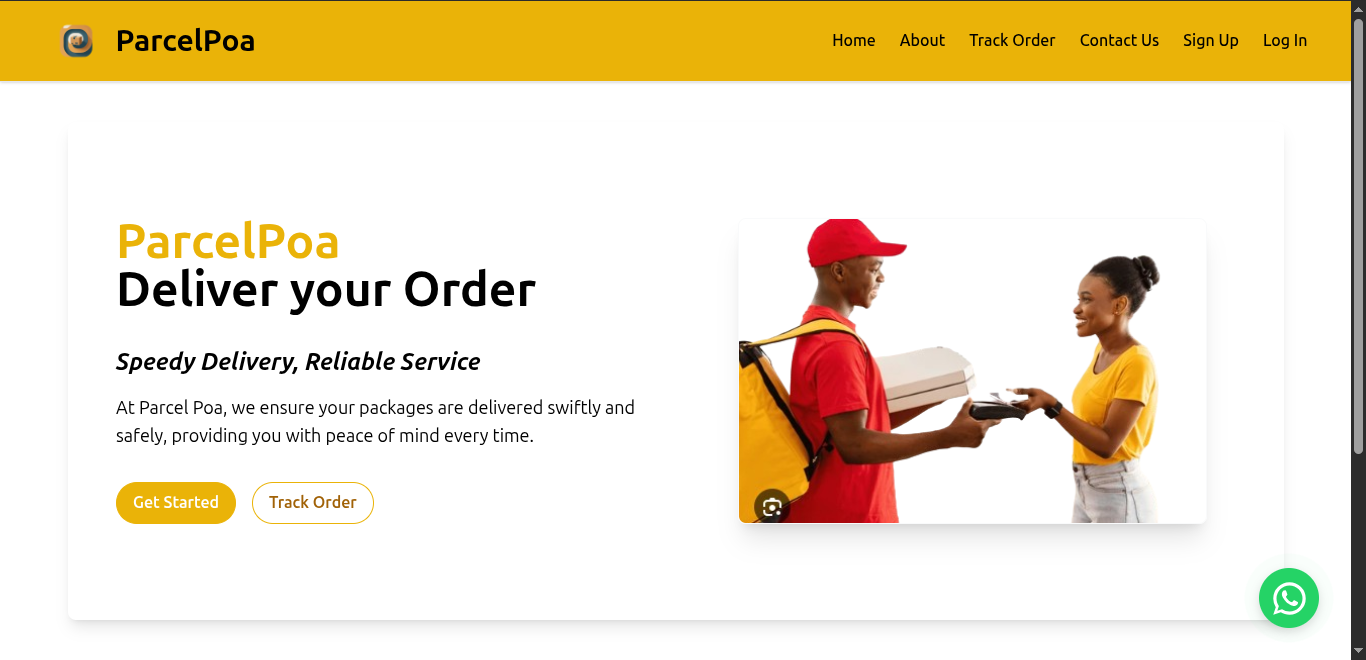 ParcelPoa
Home
About
Track Order
Contact Us
Sign Up
Log In
ParcelPoa
Deliver your Order
Speedy Delivery, Reliable Service
At Parcel Poa, we ensure your packages are delivered swiftly and
safely, providing you with peace of mind every time.
Get Started
Track Order